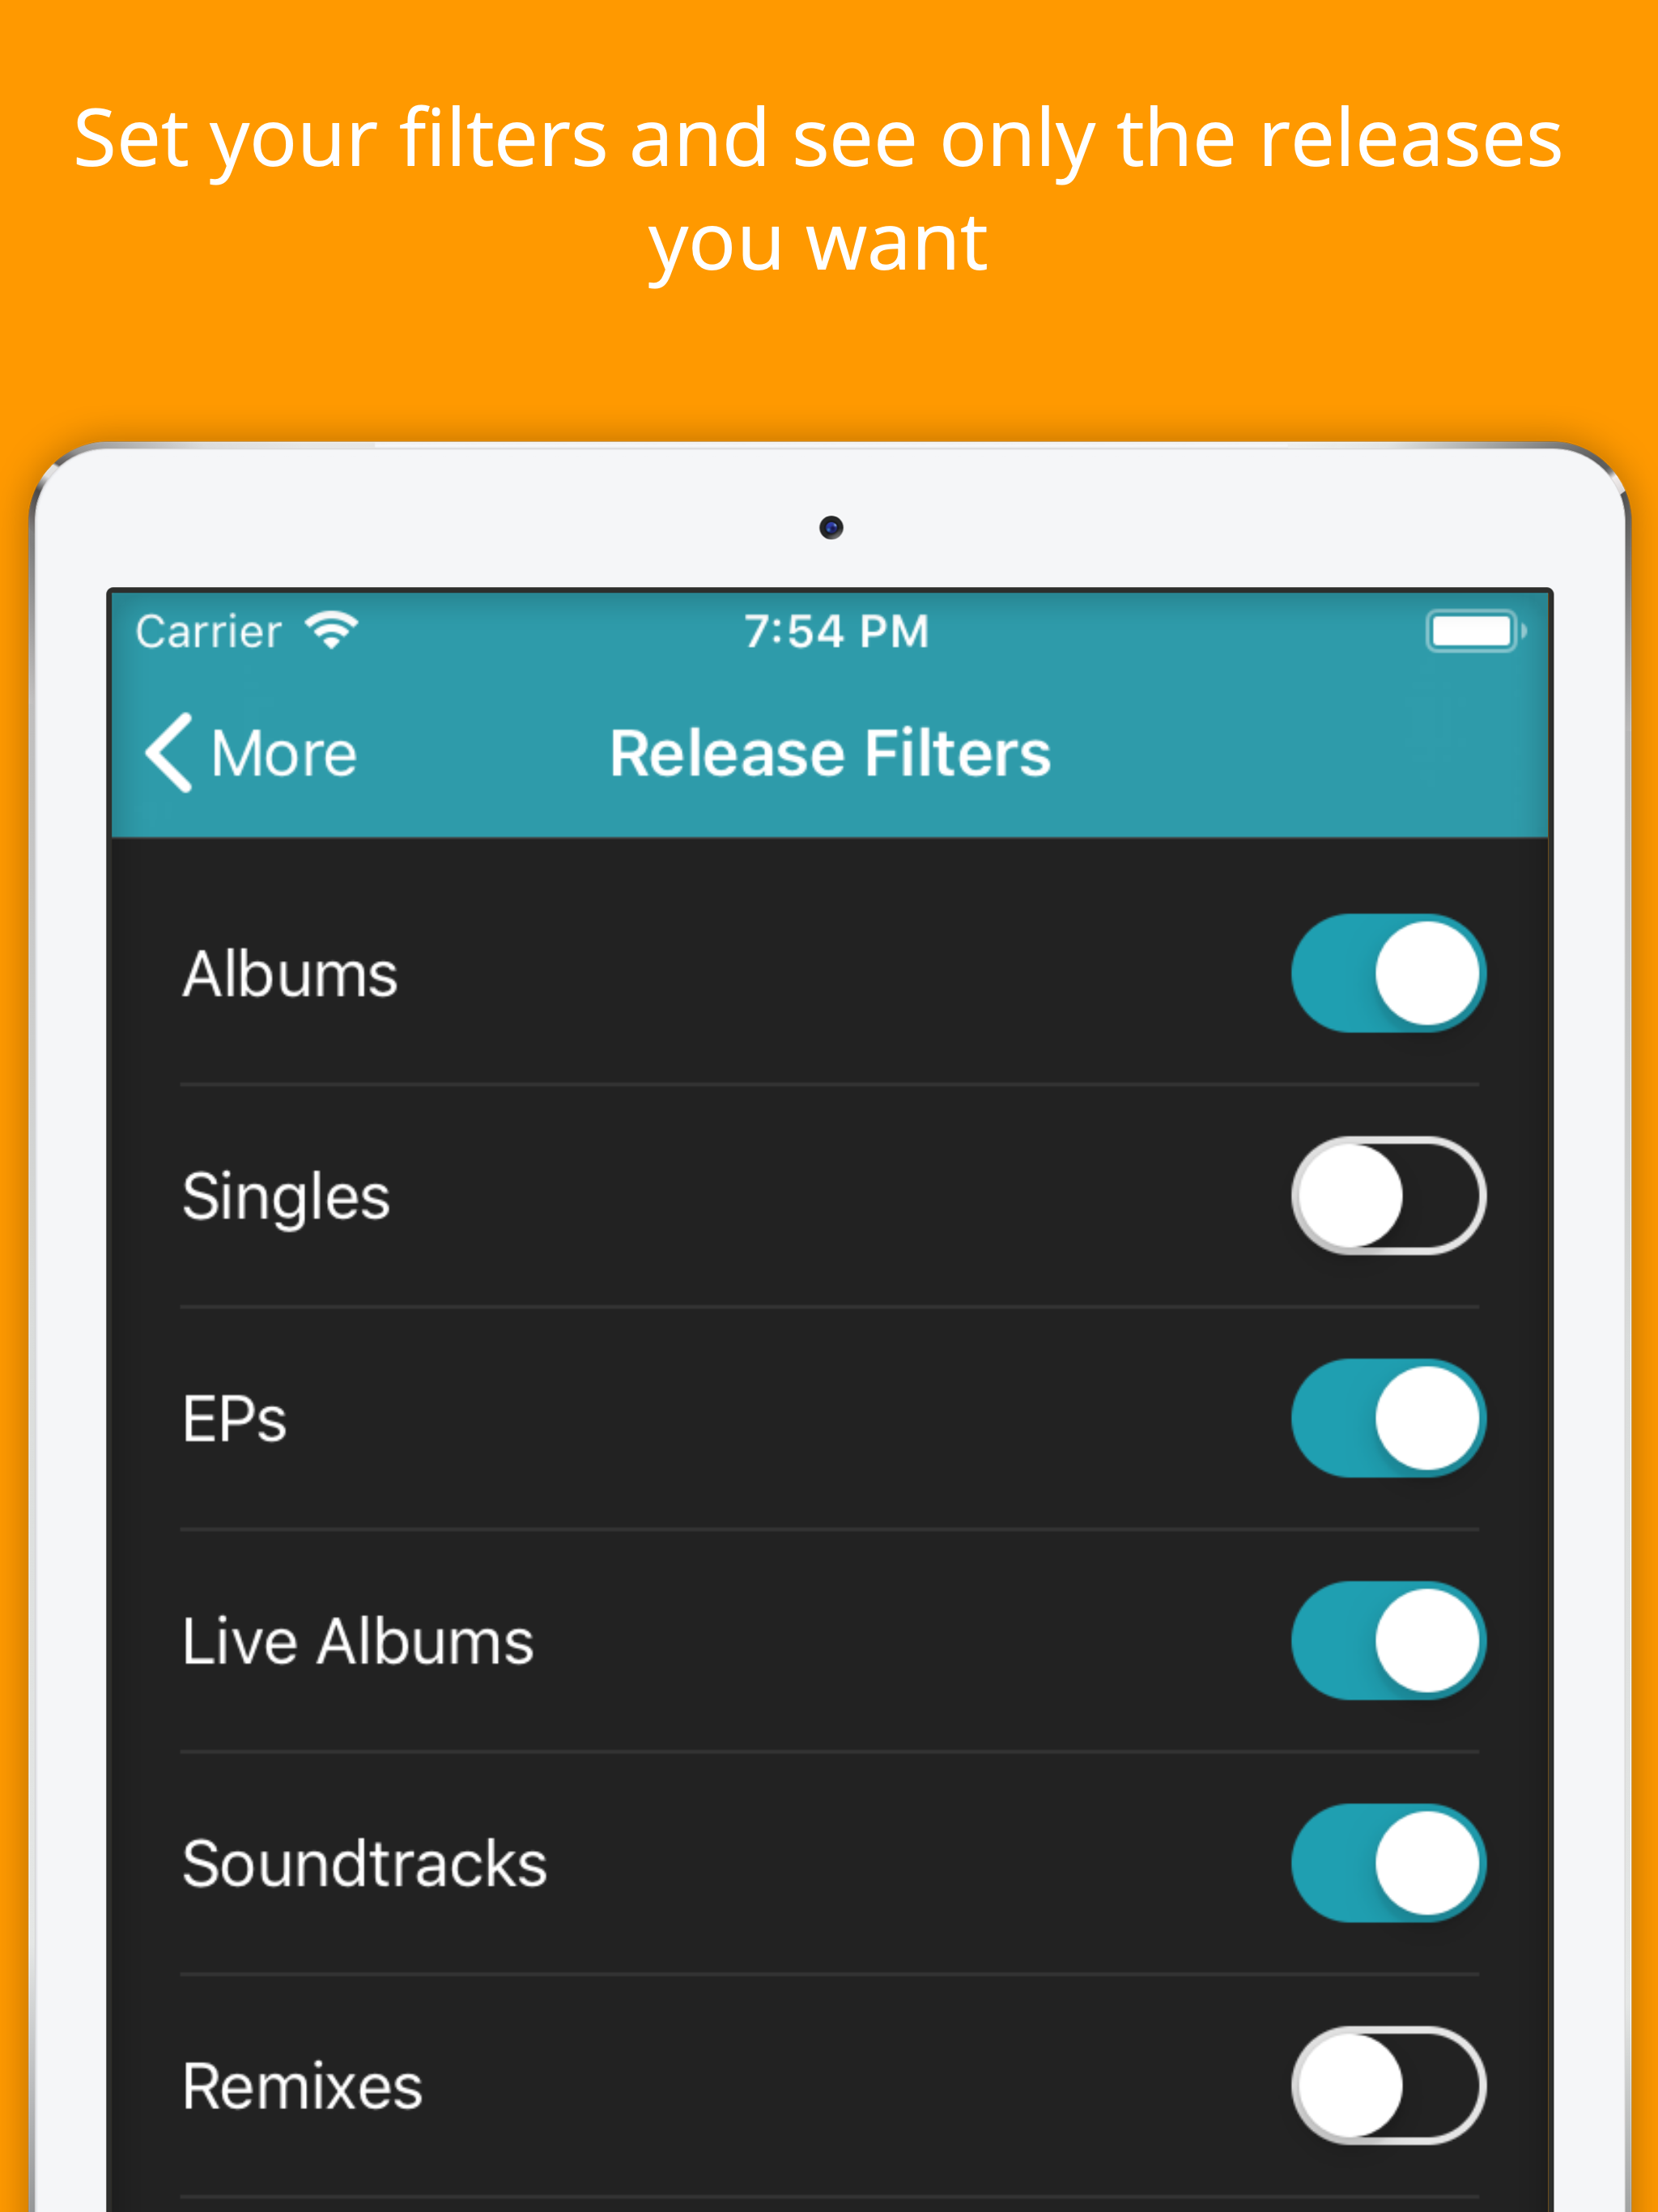 Set your filters and see only the releases
you want
Carrier 7:54 PM
More Release Filters
Albums
Singles
EPs
Live Albums
Soundtracks
Remixes